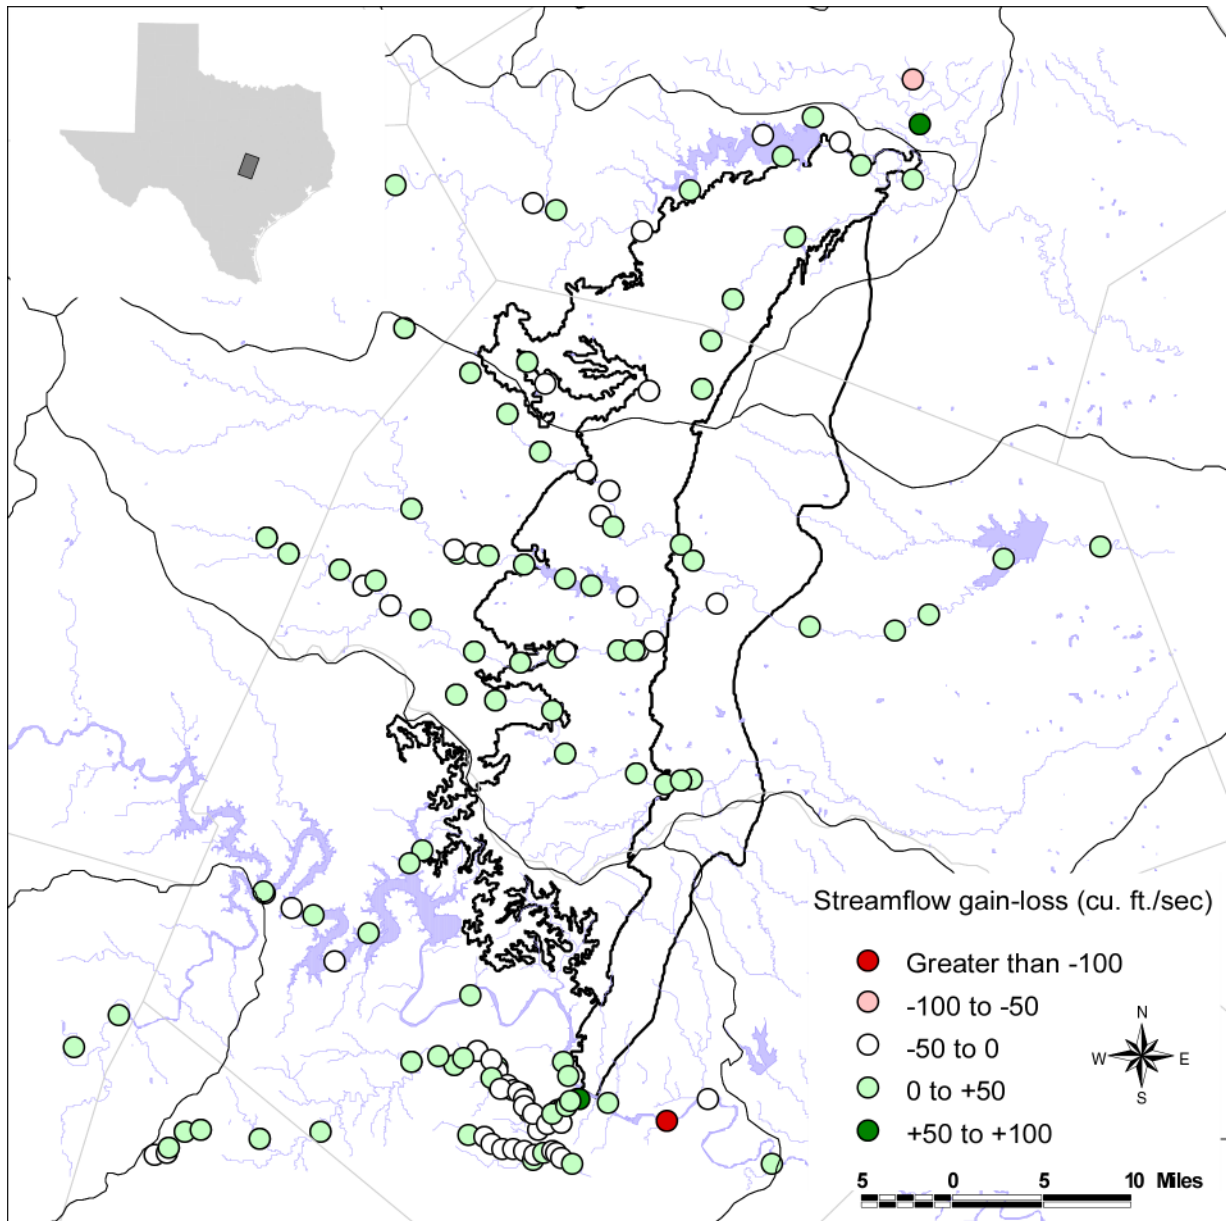 Streamflow gain-loss (cu. ft./sec)
Greater than -100
-100 to -50
-50 to 0
0 to +50
+50 to +100
N
W E
S
5 0 5 10 Miles